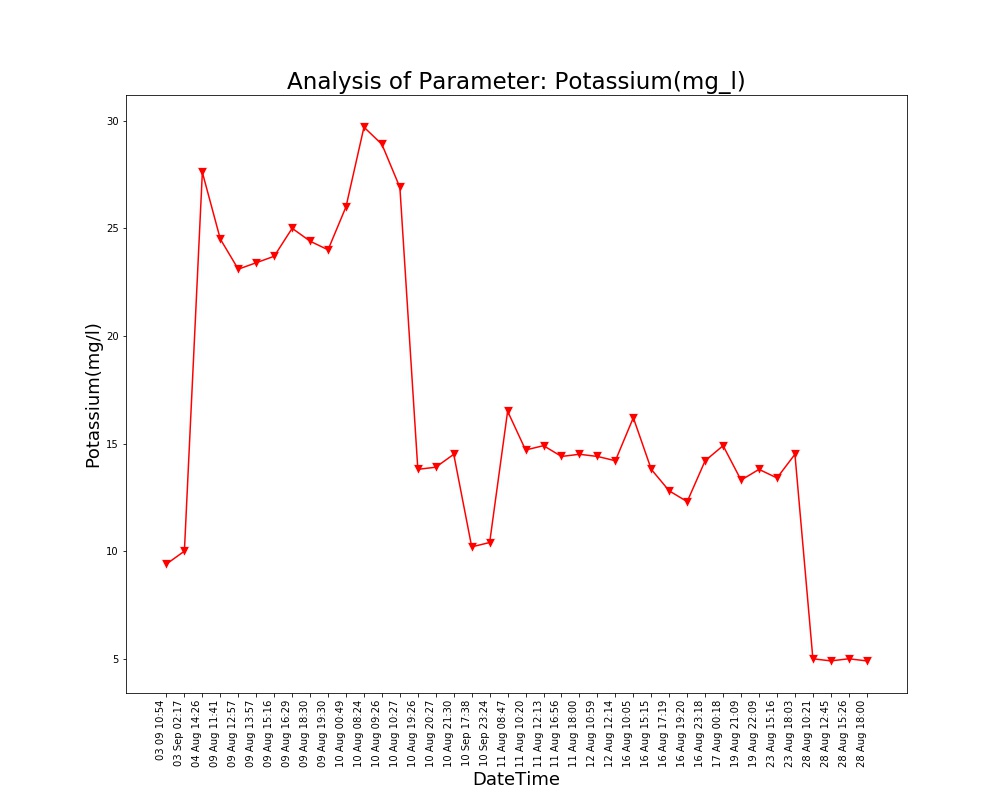 Analysis of Parameter: Potassium(mg_l)
Potassium(mg/l)
30
25
20
15
10
5
03 09 10:54
03 Sep 02:17
04 Aug 14:26
09 Aug 11:41
09 Aug 12:57
09 Aug 13:57
09 Aug 15:16
09 Aug 16:29
09 Aug 18:30
09 Aug 19:30
10 Aug 00:49
10 Aug 08:24
10 Aug 09:26
10 Aug 10:27
10 Aug 19:26
10 Aug 20:27
10 Aug 21:30
10 Sep 17:38
10 Sep 23:24
11 Aug 08:47
11 Aug 10:20
11 Aug 12:13
11 Aug 16:56
11 Aug 18:00
12 Aug 10:59
12 Aug 12:14
16 Aug 10:05
16 Aug 15:15
16 Aug 17:19
16 Aug 19:20
16 Aug 23:18
17 Aug 00:18
19 Aug 21:09
19 Aug 22:09
23 Aug 15:16
23 Aug 18:03
28 Aug 10:21
28 Aug 12:45
28 Aug 15:26
28 Aug 18:00
DateTime